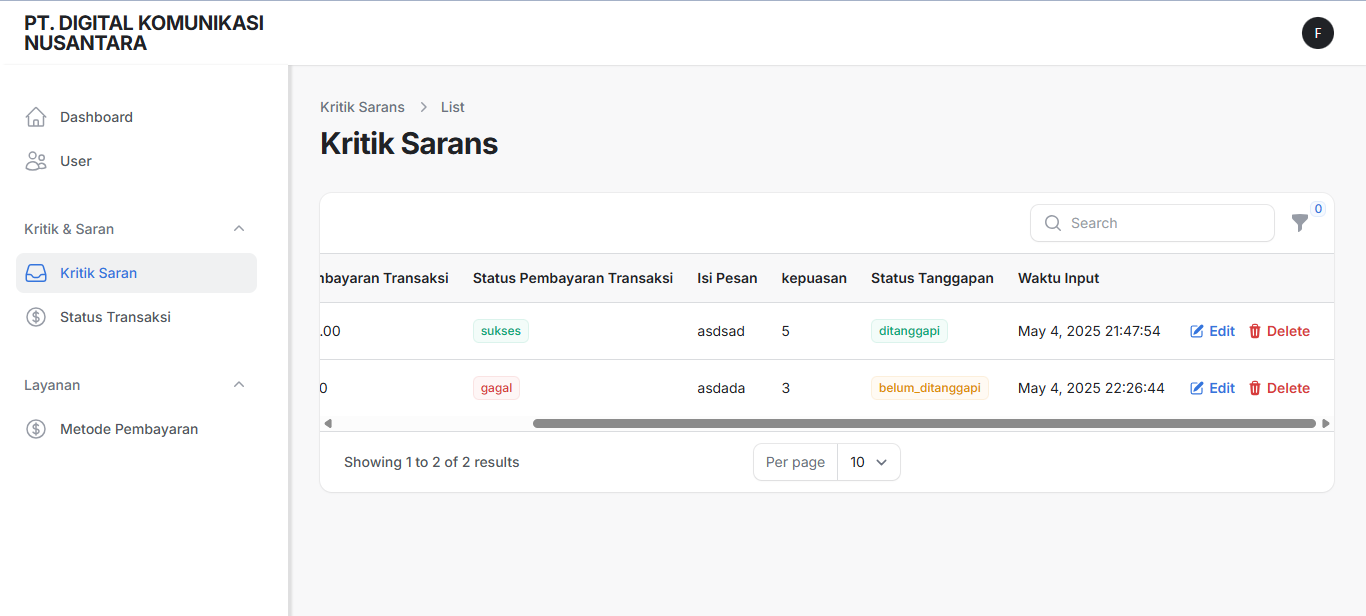 PT. DIGITAL KOMUNIKASI
NUSANTARA
F
Dashboard
User
Kritik & Saran
Kritik Saran
Status Transaksi
Layanan
Metode Pembayaran
Kritik Sarans > List
Kritik Sarans
Search
0
Transaksi Status Pembayaran Transaksi Isi Pesan kepuasan Status Tanggapan Waktu Input
.00 sukses asdsad 5 ditanggapi May 4, 2025 21:47:54 Edit Delete
0 gagal asdada 3 belum_ditanggapi May 4, 2025 22:26:44 Edit Delete
Showing 1 to 2 of 2 results
Per page 10